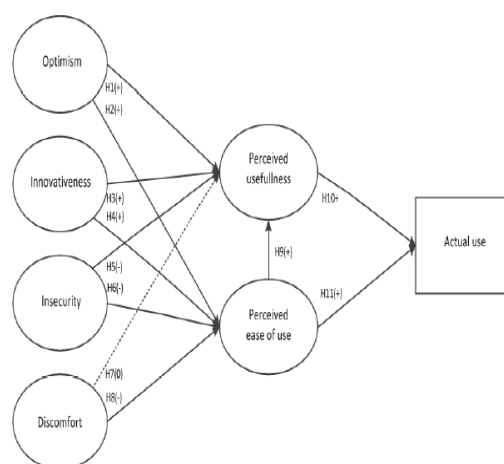 Optimism
H1(+)
H2(+)
Innovativeness
H3(+)
H4(+)
Insecurity
H5(-)
H6(-)
Discomfort
H7(0)
H8(-)
Perceived
usefullness
H9(+)
Perceived
ease of use
H10+
H11(+)
Actual use